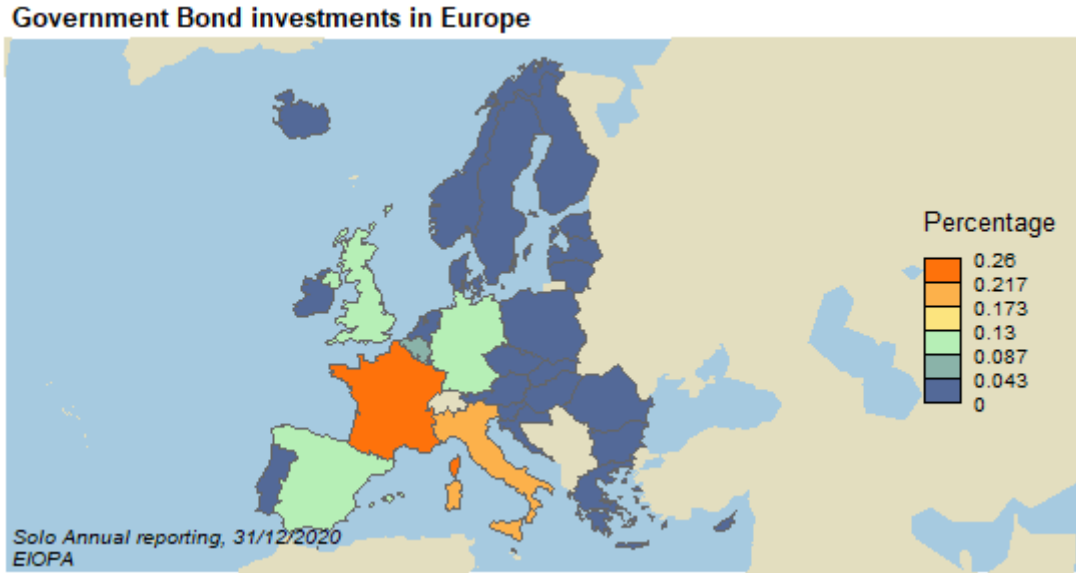 Government Bond investments in Europe
Percentage
0.26
0.217
0.173
0.13
0.087
0.043
0
Solo Annual reporting, 31/12/2020
EIOPA